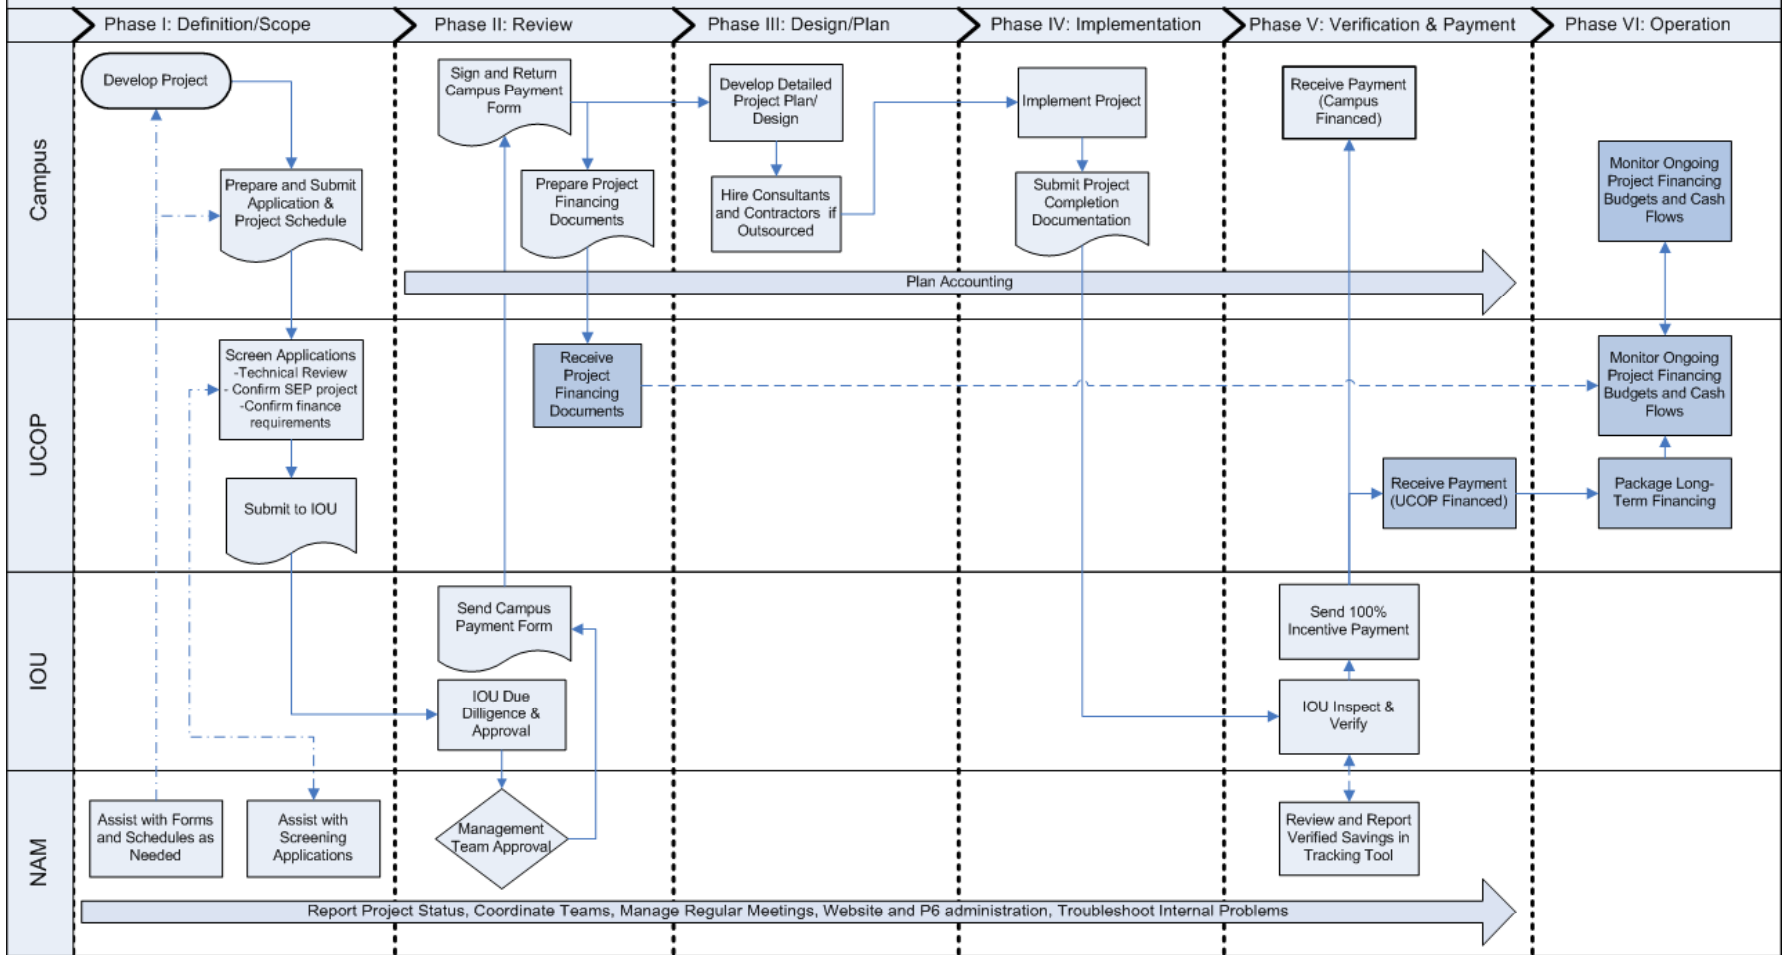 Phase I: Definition/Scope
Phase II: Review
Phase III: Design/Plan
Phase IV: Implementation
Phase V: Verification & Payment
Phase VI: Operation
Campus
Develop Project
Prepare and Submit
Application &
Project Schedule
Sign and Return
Campus Payment
Form
Prepare Project
Financing
Documents
Develop Detailed
Project Plan/
Design
Hire Consultants
and Contractors if
Outsourced
Implement Project
Submit Project
Completion
Documentation
Receive Payment
(Campus
Financed)
Monitor Ongoing
Project Financing
Budgets and Cash
Flows
Plan Accounting
UCOP
Screen Applications
-Technical Review
- Confirm SEP project
-Confirm finance
requirements
Submit to IOU
Receive
Project
Financing
Documents
Receive Payment
(UCOP Financed)
Monitor Ongoing
Project Financing
Budgets and Cash
Flows
Package Long-
Term Financing
IOU
Send Campus
Payment Form
IOU Due
Dilligence &
Approval
Send 100%
Incentive Payment
IOU Inspect &
Verify
NAM
Assist with Forms
and Schedules as
Needed
Assist with
Screening
Applications
Management
Team Approval
Review and Report
Verified Savings in
Tracking Tool
Report Project Status, Coordinate Teams, Manage Regular Meetings, Website and P6 administration, Troubleshoot Internal Problems